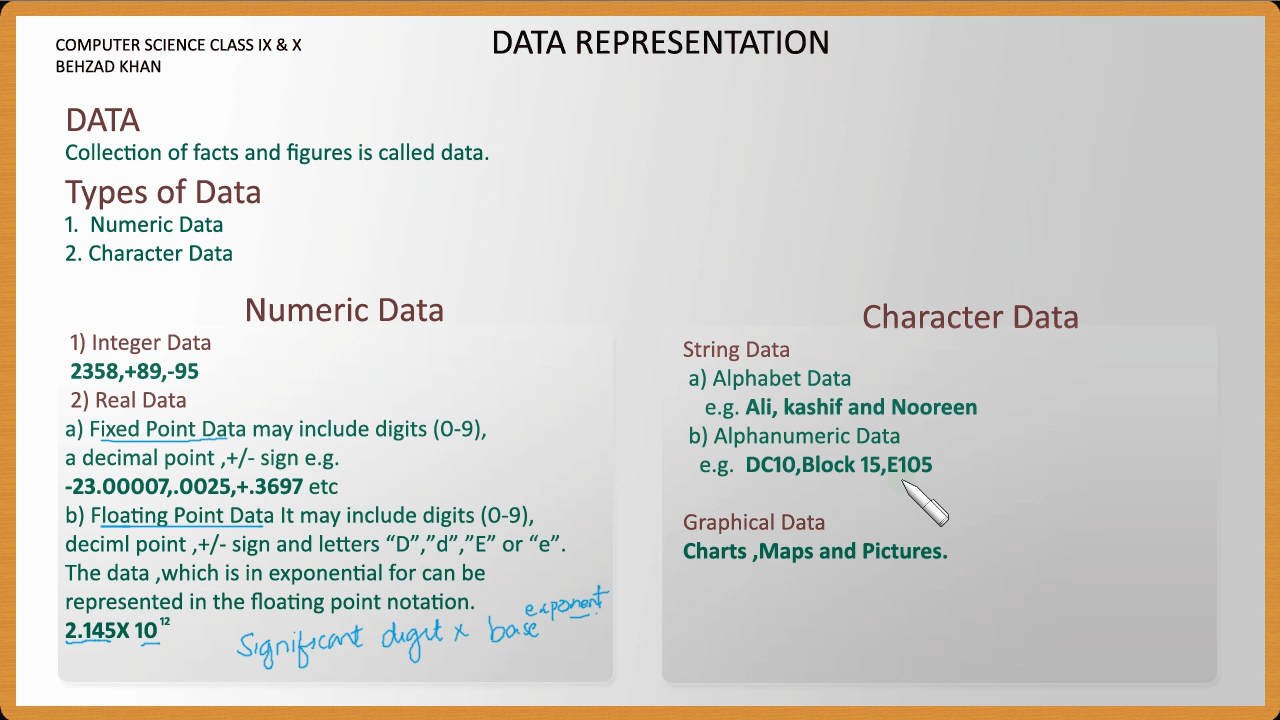 COMPUTER SCIENCE CLASS IX & X
BEHZAD KHAN
DATA REPRESENTATION
DATA
Collection of facts and figures is called data.
Types of Data
1. Numeric Data
2. Character Data
Numeric Data
1) Integer Data
2358,+89,-95
2) Real Data
a) Fixed Point Data may include digits (0-9),
a decimal point ,+/- sign e.g.
-23.00007,.0025,+.3697 etc
b) Floating Point Data It may include digits (0-9),
deciml point ,+/- sign and letters “D”,”d”,”E” or “e”.
The data ,which is in exponential for can be
represented in the floating point notation.
2.145X 10¹²
Significant digit x base exponent
Character Data
String Data
a) Alphabet Data
e.g. Ali, kashif and Nooreen
b) Alphanumeric Data
e.g. DC10,Block 15,E105
Graphical Data
Charts ,Maps and Pictures.